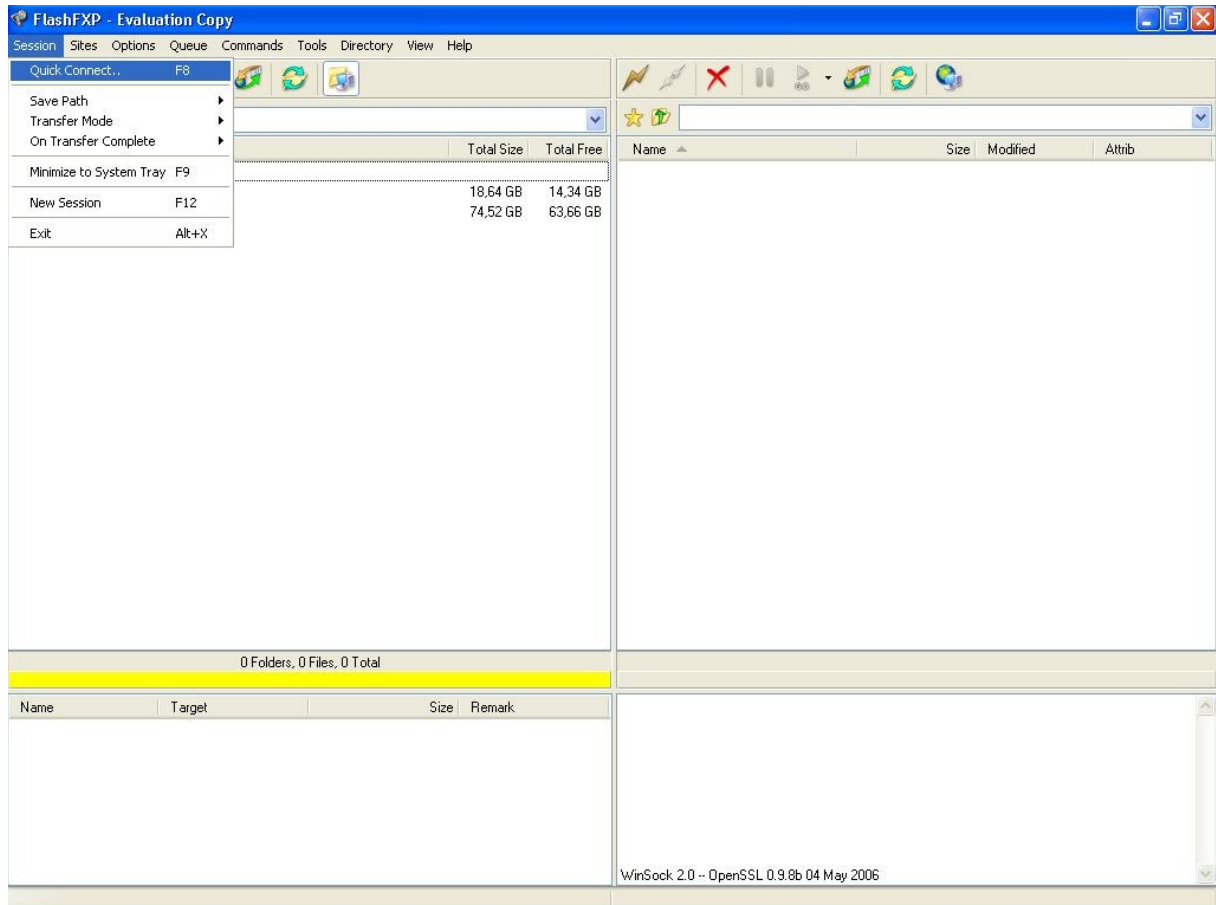 FlashFXP - Evaluation Copy
Session Sites Options Queue Commands Tools Directory View Help
Quick Connect.. F8
Save Path
Transfer Mode
On Transfer Complete
Minimize to System Tray F9
New Session F12
Exit Alt+X
Total Size Total Free
18,64 GB 14,34 GB
74,52 GB 63,66 GB
0 Folders, 0 Files, 0 Total
Name Size Modified Attrib
Name Target Size Remark
WinSock 2.0 -- OpenSSL 0.9.8b 04 May 2006